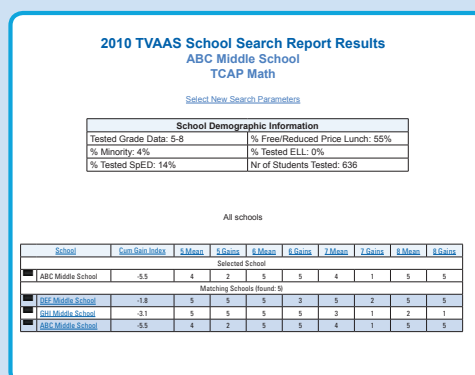 2010 TVAAS School Search Report Results
ABC Middle School
TCAP Math
Select New Search Parameters
School Demographic Information
Tested Grade Data: 5-8 % Free/Reduced Price Lunch: 55%
% Minority: 4% % Tested ELL: 0%
% Tested SpED: 14% Nr of Students Tested: 636
All schools
School Cum Gain Index 5 Mean 5 Gains 6 Mean 6 Gains 7 Mean 7 Gains 8 Mean 8 Gains
Selected School
ABC Middle School -5.5 4 2 5 5 4 1 5 5
Matching Schools (found: 5)
DEF Middle School -1.8 5 5 5 3 5 2 5 5
GHI Middle School -3.1 5 5 5 5 3 1 2 1
ABC Middle School -5.5 4 2 5 5 4 1 5 5